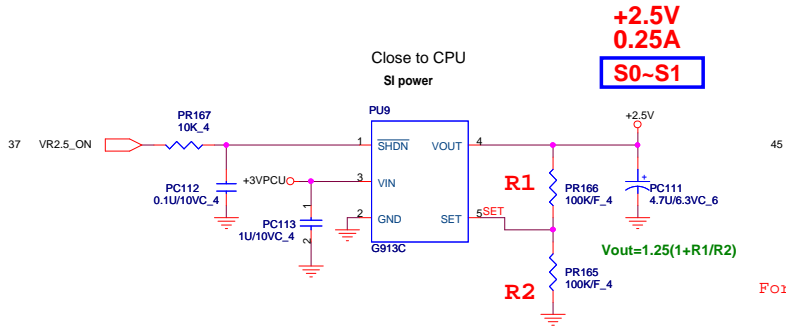 +2.5V
0.25A
S0~S1
Close to CPU
SI power
PU9
+2.5V
PR167
10K_4
37 VR2.5_ON
1 SHDN VOUT 4
45
+3VPCU
3 VIN
R1
PR166
100K/F_4
+
PC111
4.7U/6.3VC_6
PC112
0.1U/10VC_4
1
PC113
1U/10VC_4
2
2 GND SET 5 SET
G913C
Vout=1.25(1+R1/R2)
R2
PR165
100K/F_4
For